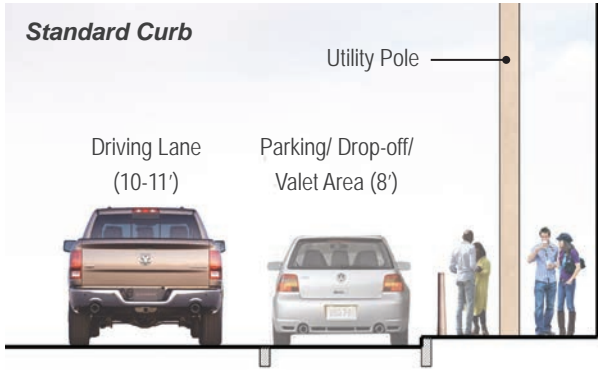 Standard Curb
Utility Pole
Driving Lane
(10-11')
Parking/ Drop-off/
Valet Area (8')